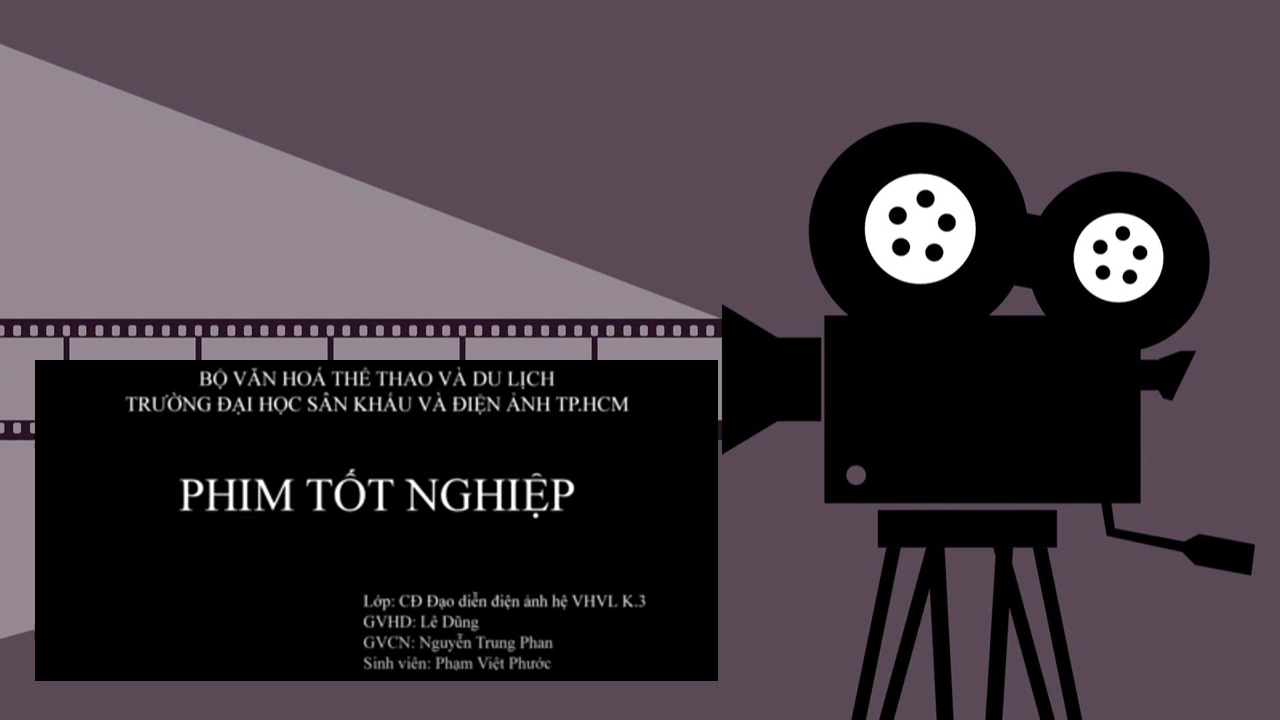 BỘ VĂN HOÁ THỂ THAO VÀ DU LỊCH
TRƯỜNG ĐẠI HỌC SÂN KHẤU VÀ ĐIỆN ẢNH TP.HCM
PHIM TỐT NGHIỆP
Lớp: CĐ Đạo diễn điện ảnh hệ VHVL K.3
GVHD: Lê Dũng
GVCN: Nguyễn Trung Phan
Sinh viên: Phạm Việt Phước